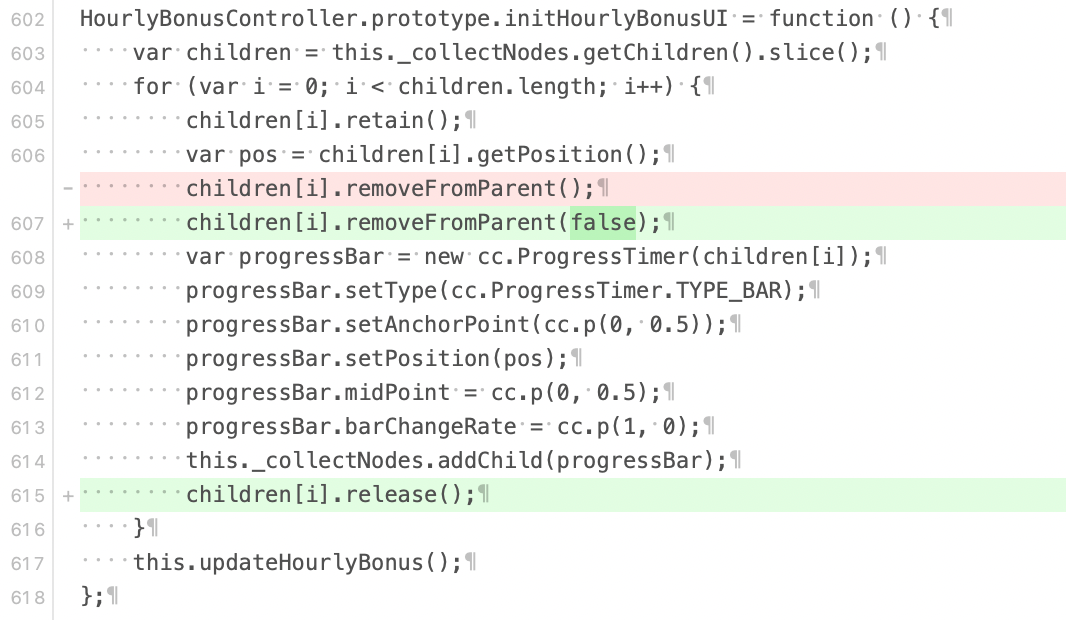 602 HourlyBonusController.prototype.initHourlyBonusUI·=·function·()·{¶
603 ····var·children·=·this._collectNodes.getChildren().slice();¶
604 ····for·(var·i·=·0;·i·<·children.length;·i++)·{¶
605 ········children[i].retain();¶
606 ········var·pos·=·children[i].getPosition();¶
- ········children[i].removeFromParent();¶
607 + ········children[i].removeFromParent(false);¶
608 ········var·progressBar·=·new·cc.ProgressTimer(children[i]);¶
609 ········progressBar.setType(cc.ProgressTimer.TYPE_BAR);¶
610 ········progressBar.setAnchorPoint(cc.p(0,·0.5));¶
611 ········progressBar.setPosition(pos);¶
612 ········progressBar.midPoint·=·cc.p(0,·0.5);¶
613 ········progressBar.barChangeRate·=·cc.p(1,·0);¶
614 ········this._collectNodes.addChild(progressBar);¶
615 + ········children[i].release();¶
616 ····}¶
617 ····this.updateHourlyBonus();¶
618 };¶